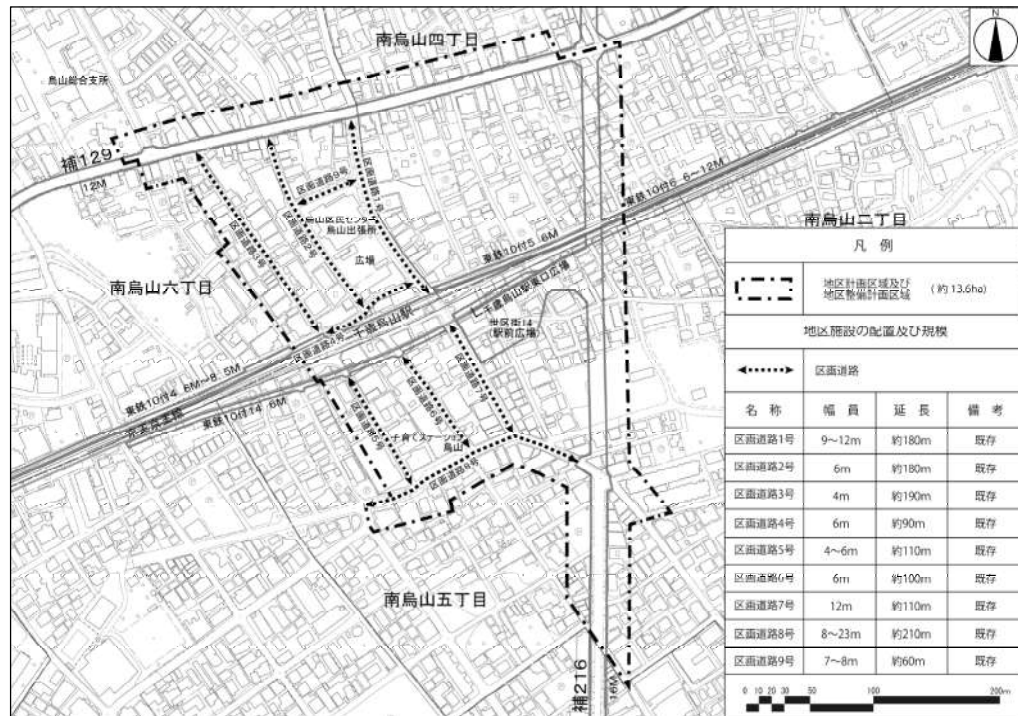 N
南烏山四丁目
烏山総合支所
補129
12M
区画道路9号
区画道路1号
区画道路2号
区画道路3号
烏山区民センター
烏山出張所
広場
東鉄10付5 6M
東鉄10付6 6~12M
南烏山二丁目
南烏山六丁目
千歳烏山駅
千歳烏山駅東口広場
世区街14
(駅前広場)
区画道路4号
区画道路7号
東鉄10付4 6M~8.5M
京王京王線
東鉄10付14 6M
区画道路5号
区画道路6号
子育てステーション
烏山
区画道路8号
南烏山五丁目
補216
16M
凡 例
地区計画区域及び
地区整備計画区域 (約13.6ha)
地区施設の配置及び規模
区画道路
名 称 幅 員 延 長 備 考
区画道路1号 9~12m 約180m 既存
区画道路2号 6m 約180m 既存
区画道路3号 4m 約190m 既存
区画道路4号 6m 約90m 既存
区画道路5号 4~6m 約110m 既存
区画道路6号 6m 約100m 既存
区画道路7号 12m 約110m 既存
区画道路8号 8~23m 約210m 既存
区画道路9号 7~8m 約60m 既存
0 10 20 30 50 100 200m